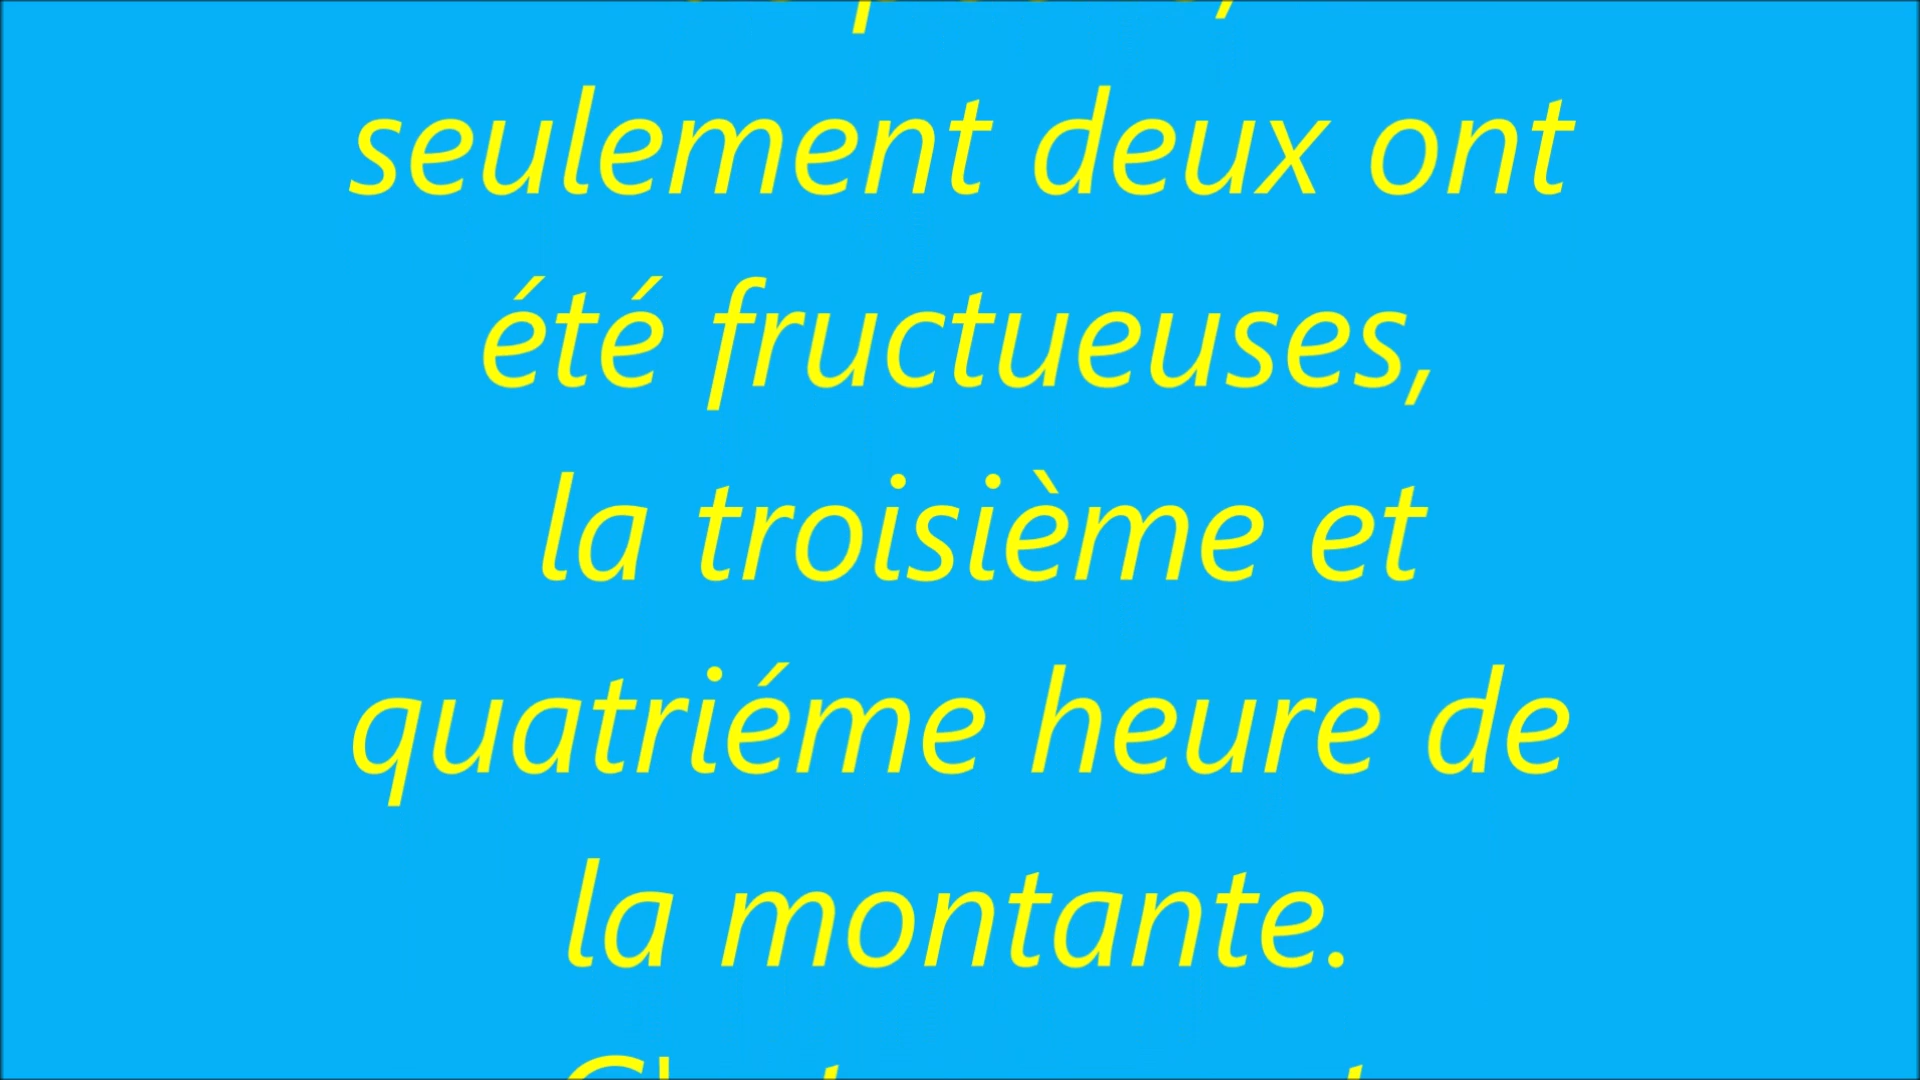 seulement deux ont
été fructueuses,
la troisième et
quatriéme heure de
la montante.